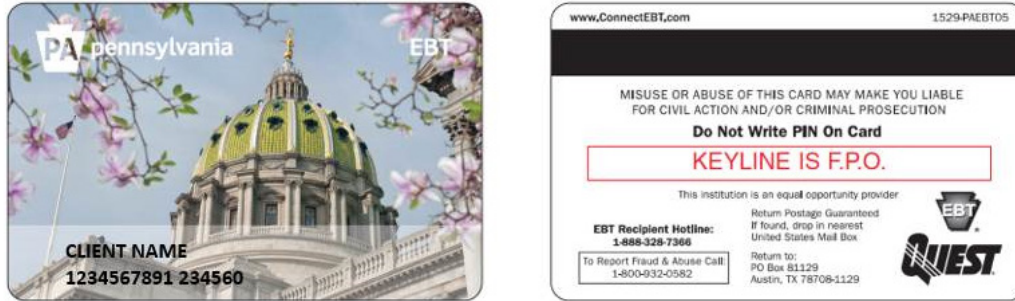 PA pennsylvania
EBT
CLIENT NAME
1234567891 234560
www.ConnectEBT.com
1529-PAEBT05
MISUSE OR ABUSE OF THIS CARD MAY MAKE YOU LIABLE
FOR CIVIL ACTION AND/OR CRIMINAL PROSECUTION
Do Not Write PIN On Card
KEYLINE IS F.P.O.
This institution is an equal opportunity provider
EBT Recipient Hotline:
1-888-328-7366
To Report Fraud & Abuse Call:
1-800-932-0582
Return Postage Guaranteed
If found, drop in nearest
United States Mail Box
Return to:
PO Box 81129
Austin, TX 78708-1129
EBT
QUEST